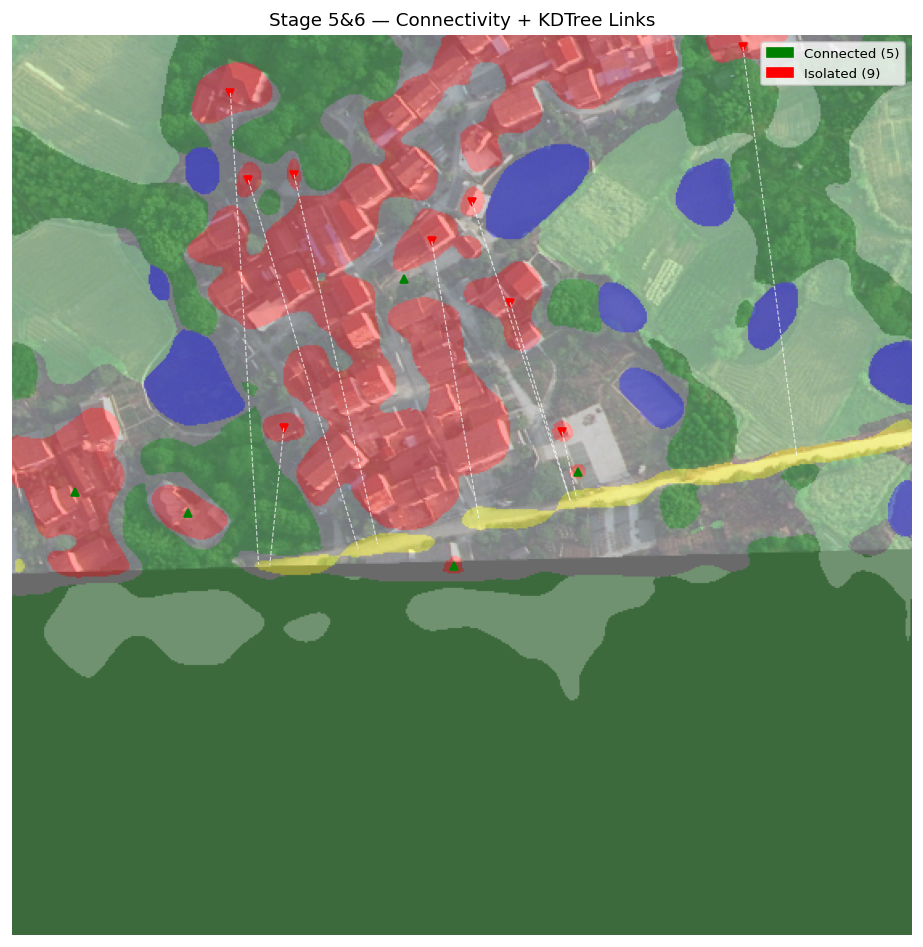 Stage 5&6 — Connectivity + KDTree Links
Connected (5)
Isolated (9)